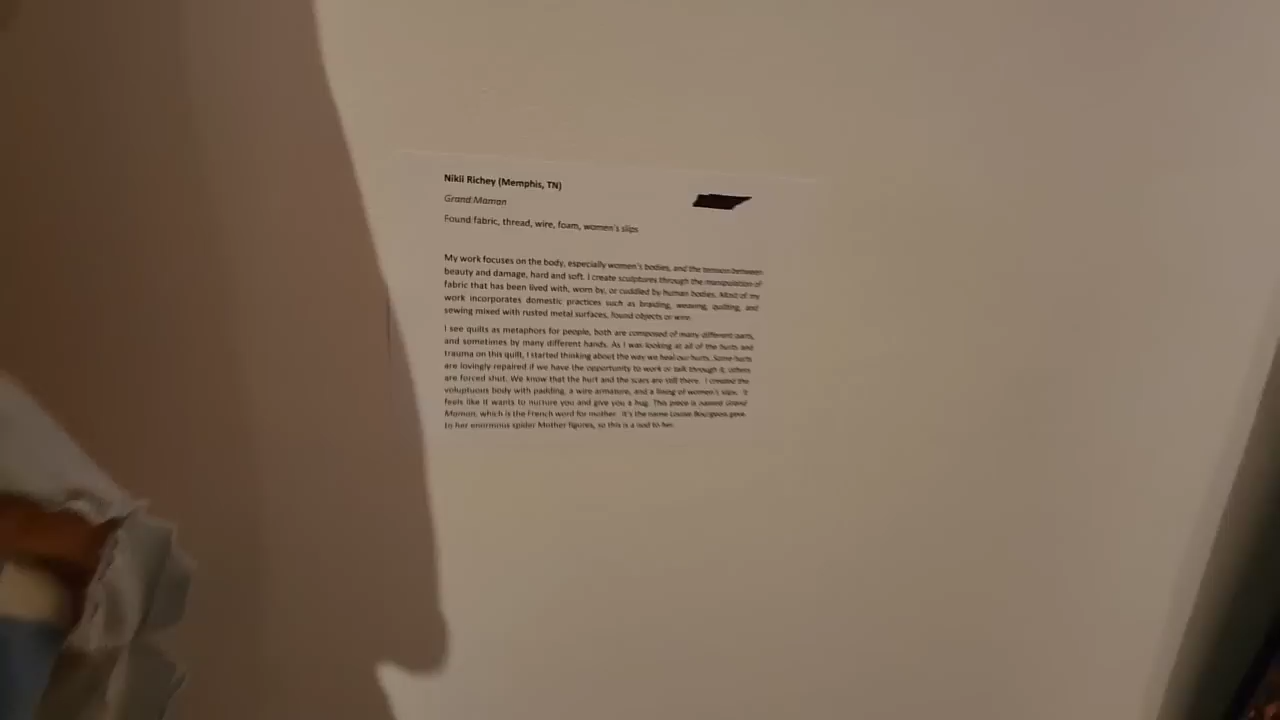 Nikii Richey (Memphis, TN)
Grand Maman
Found fabric, thread, wire, foam, women's slips
My work focuses on the body, especially women's bodies, and the tension between
beauty and damage, hard and soft. I create sculptures through the manipulation of
fabric that has been lived with, worn by, or cuddled by human bodies. Most of my
work incorporates domestic practices such as braiding, weaving, quilting, and
sewing mixed with rusted metal surfaces, found objects or wire.
I see quilts as metaphors for people, both are composed of many different parts,
and sometimes by many different hands. As I was looking at all of the hurts and
trauma on this quilt, I started thinking about the way we heal our hurts. Some hurts
are lovingly repaired if we have the opportunity to work or talk through it, others
are forced shut. We know that the hurt and the scars are still there. I created the
voluptuous body with padding, a wire armature, and a lining of women's slips. It
feels like it wants to nurture you and give you a hug. This piece is named Grand
Maman, which is the French word for mother. It's the name Louise Bourgeois gave
to her enormous spider Mother figures, so this is a nod to her.